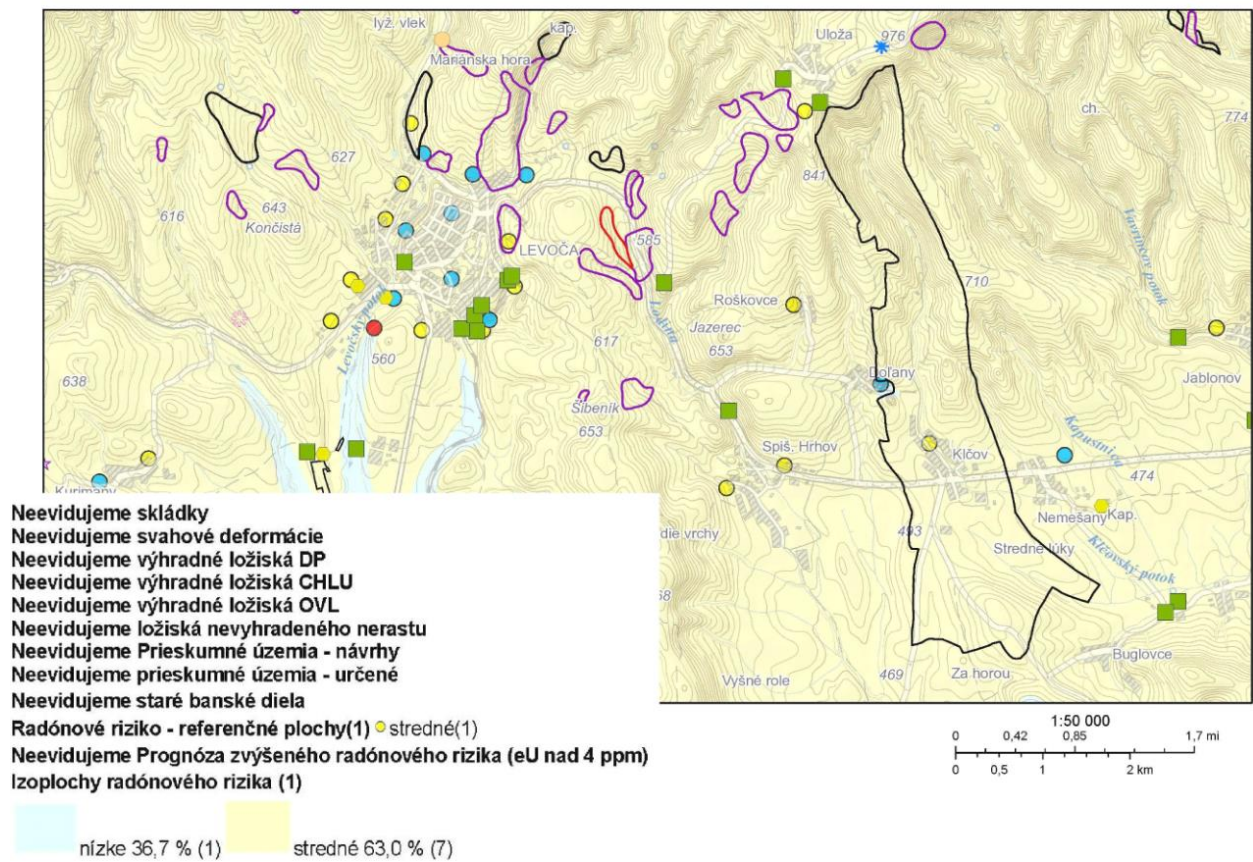 lyž. vlek
kap.
Mariánska hora
Uloža
976
ch.
774
627
841
616
643
Končistá
LEVOČA
585
710
Vavrincov potok
Roškovce
Levočský potok
Lodina
Jazerec
653
617
560
638
Doľany
Jablonov
Šibeník
653
Spiš. Hrhov
Klčov
Kapustnica
474
Kurimany
Nemešany
Kap.
493
die vrchy
Stredné lúky
Klčovský potok
58
Buglovce
Vyšné role
469
Za horou
Neevidujeme skládky
Neevidujeme svahové deformácie
Neevidujeme výhradné ložiská DP
Neevidujeme výhradné ložiská CHLU
Neevidujeme výhradné ložiská OVL
Neevidujeme ložiská nevyhradeného nerastu
Neevidujeme Prieskumné územia - návrhy
Neevidujeme prieskumné územia - určené
Neevidujeme staré banské diela
Radónové riziko - referenčné plochy(1) stredné(1)
Neevidujeme Prognóza zvýšeného radónového rizika (eU nad 4 ppm)
Izoplochy radónového rizika (1)
nízke 36,7 % (1) stredné 63,0 % (7)
1:50 000
0 0,42 0,85 1,7 mi
0 0,5 1 2 km